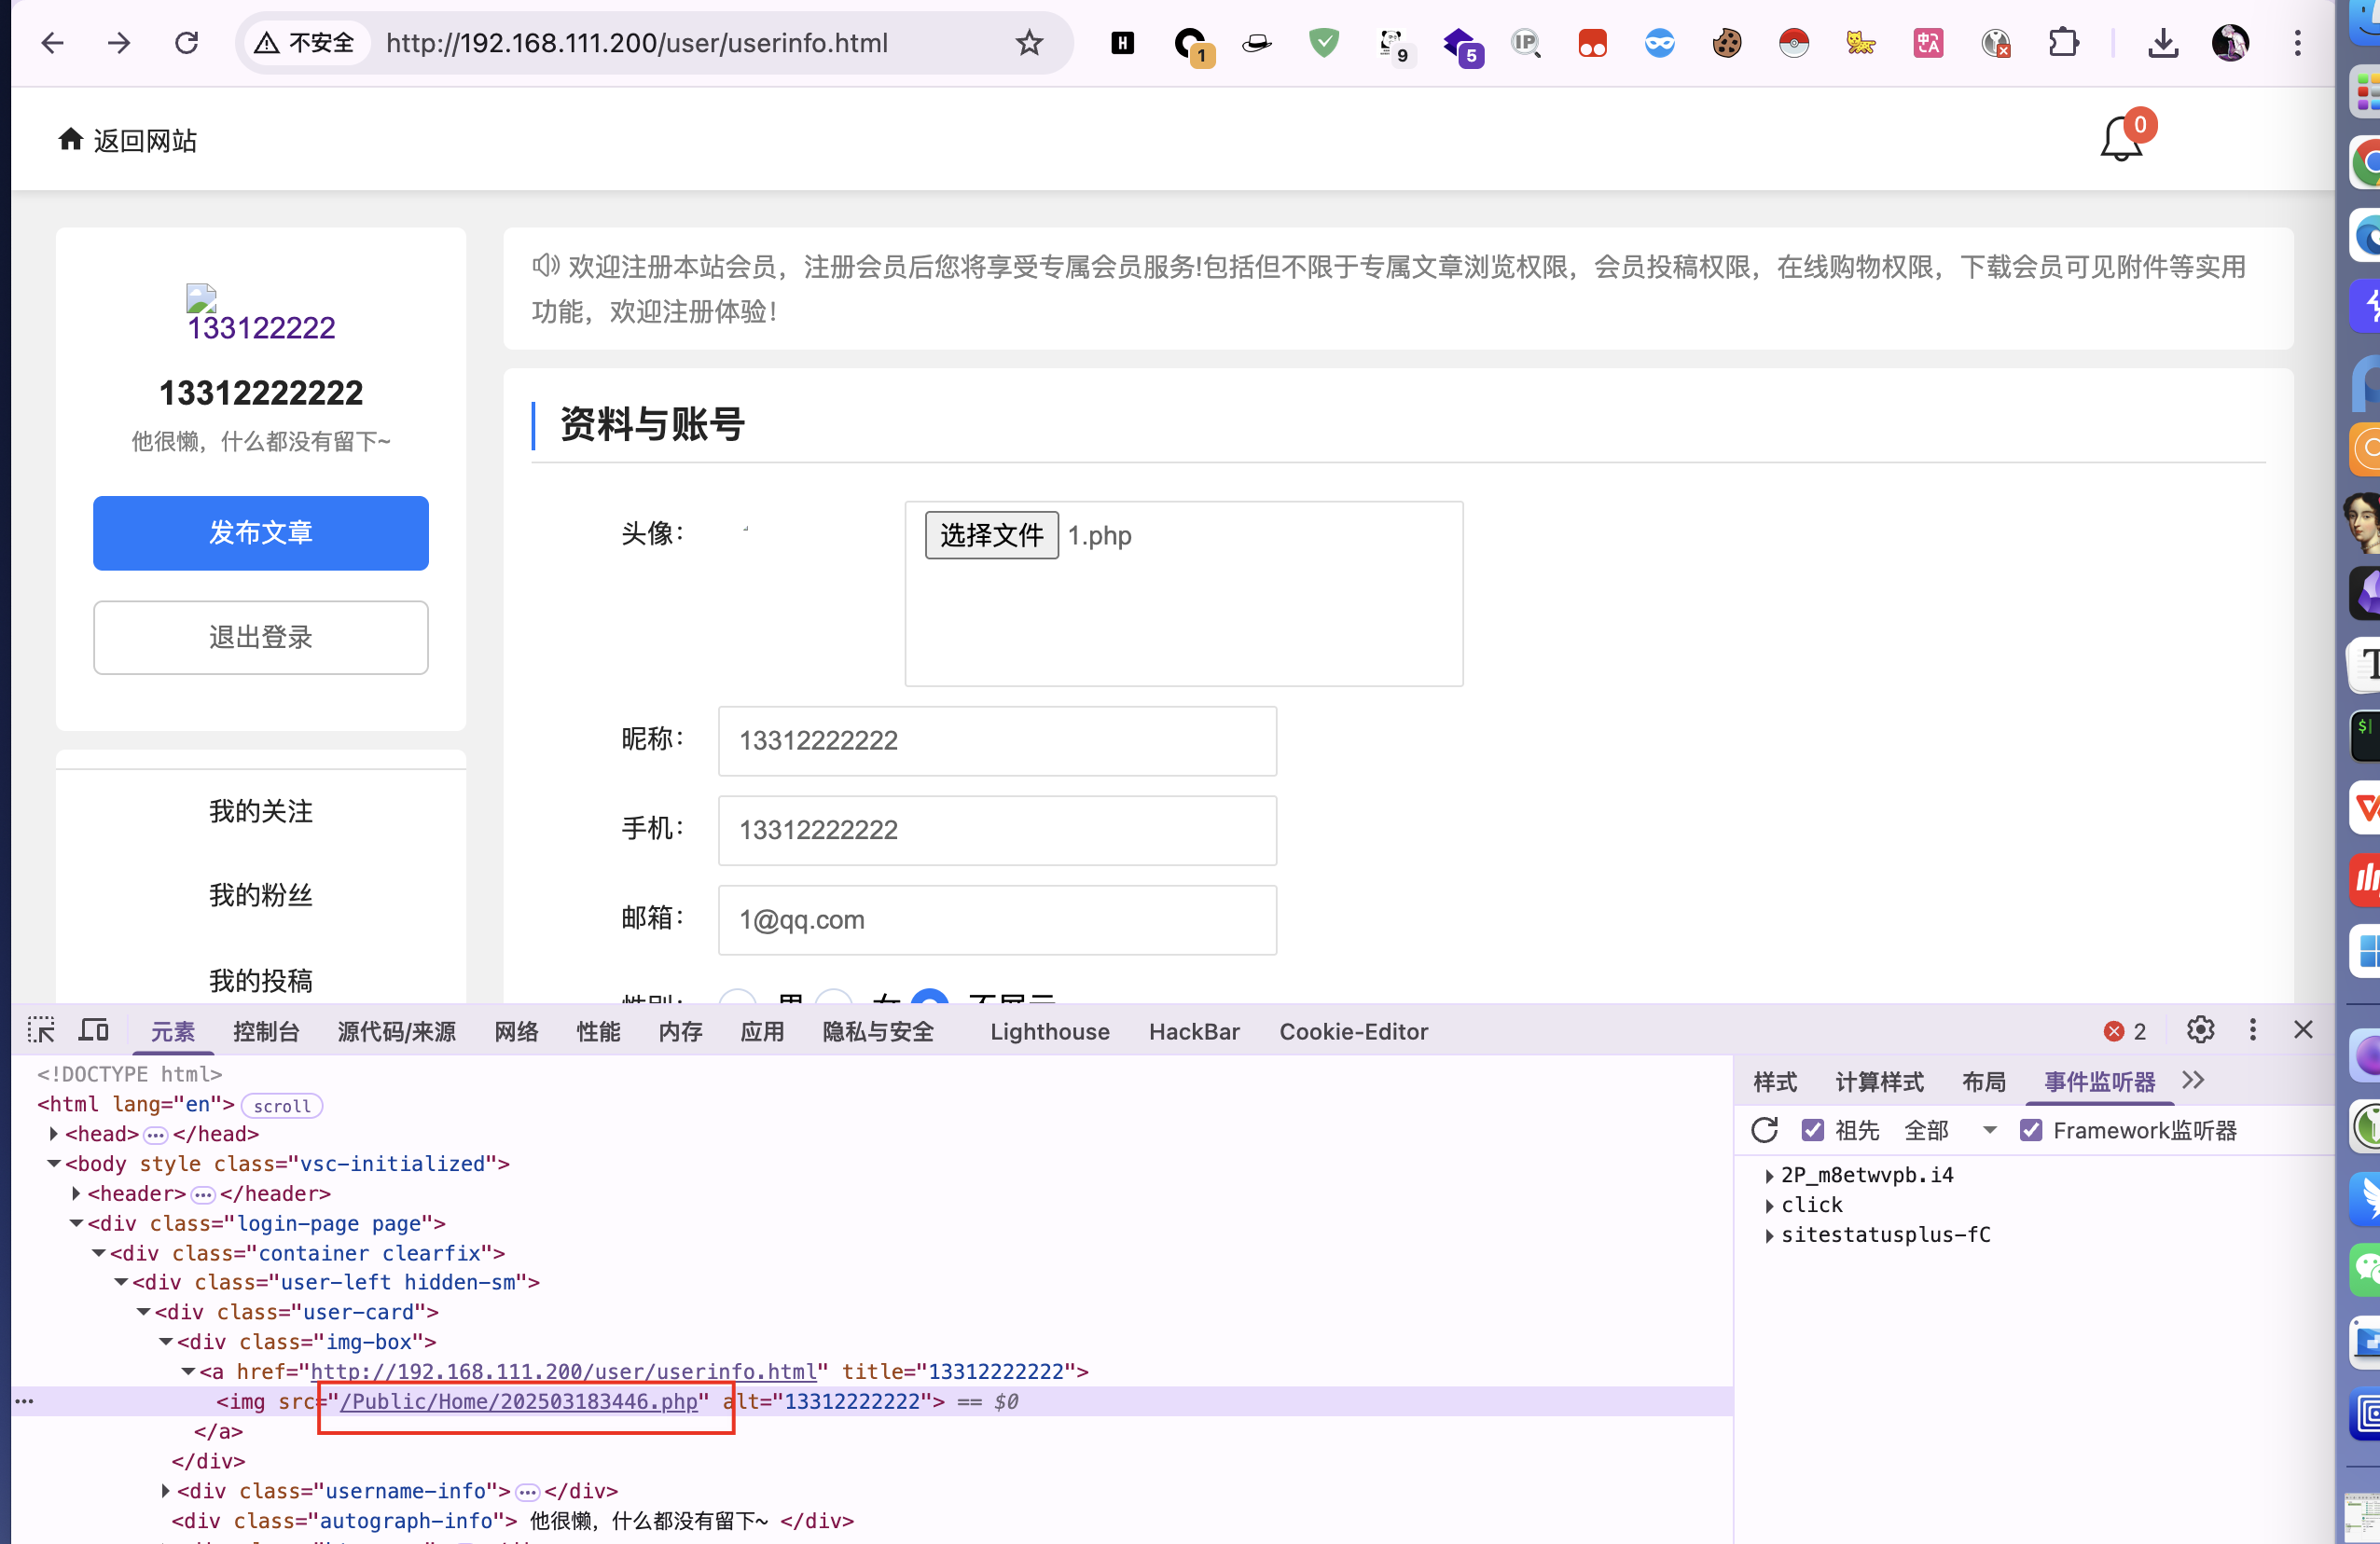 不安全 http://192.168.111.200/user/userinfo.html
1
9
5
返回网站
0
133122222
13312222222
他很懒，什么都没有留下~
发布文章
退出登录
我的关注
我的粉丝
我的投稿
欢迎注册本站会员，注册会员后您将享受专属会员服务!包括但不限于专属文章浏览权限，会员投稿权限，在线购物权限，下载会员可见附件等实用
功能，欢迎注册体验！
资料与账号
头像： 选择文件 1.php
昵称： 13312222222
手机： 13312222222
邮箱： 1@qq.com
性别： 男 女 不展示
元素 控制台 源代码/来源 网络 性能 内存 应用 隐私与安全 Lighthouse HackBar Cookie-Editor 2
<!DOCTYPE html>
<html lang="en"> scroll
<head> ... </head>
<body style class="vsc-initialized">
<header> ... </header>
<div class="login-page page">
<div class="container clearfix">
<div class="user-left hidden-sm">
<div class="user-card">
<div class="img-box">
<a href="http://192.168.111.200/user/userinfo.html" title="13312222222">
... <img src="/Public/Home/202503183446.php" alt="13312222222"> == $0
</a>
</div>
<div class="username-info"> ... </div>
<div class="autograph-info"> 他很懒，什么都没有留下~ </div>
样式 计算样式 布局 事件监听器
祖先 全部 Framework监听器
2P_m8etwvpb.i4
click
sitestatusplus-fC